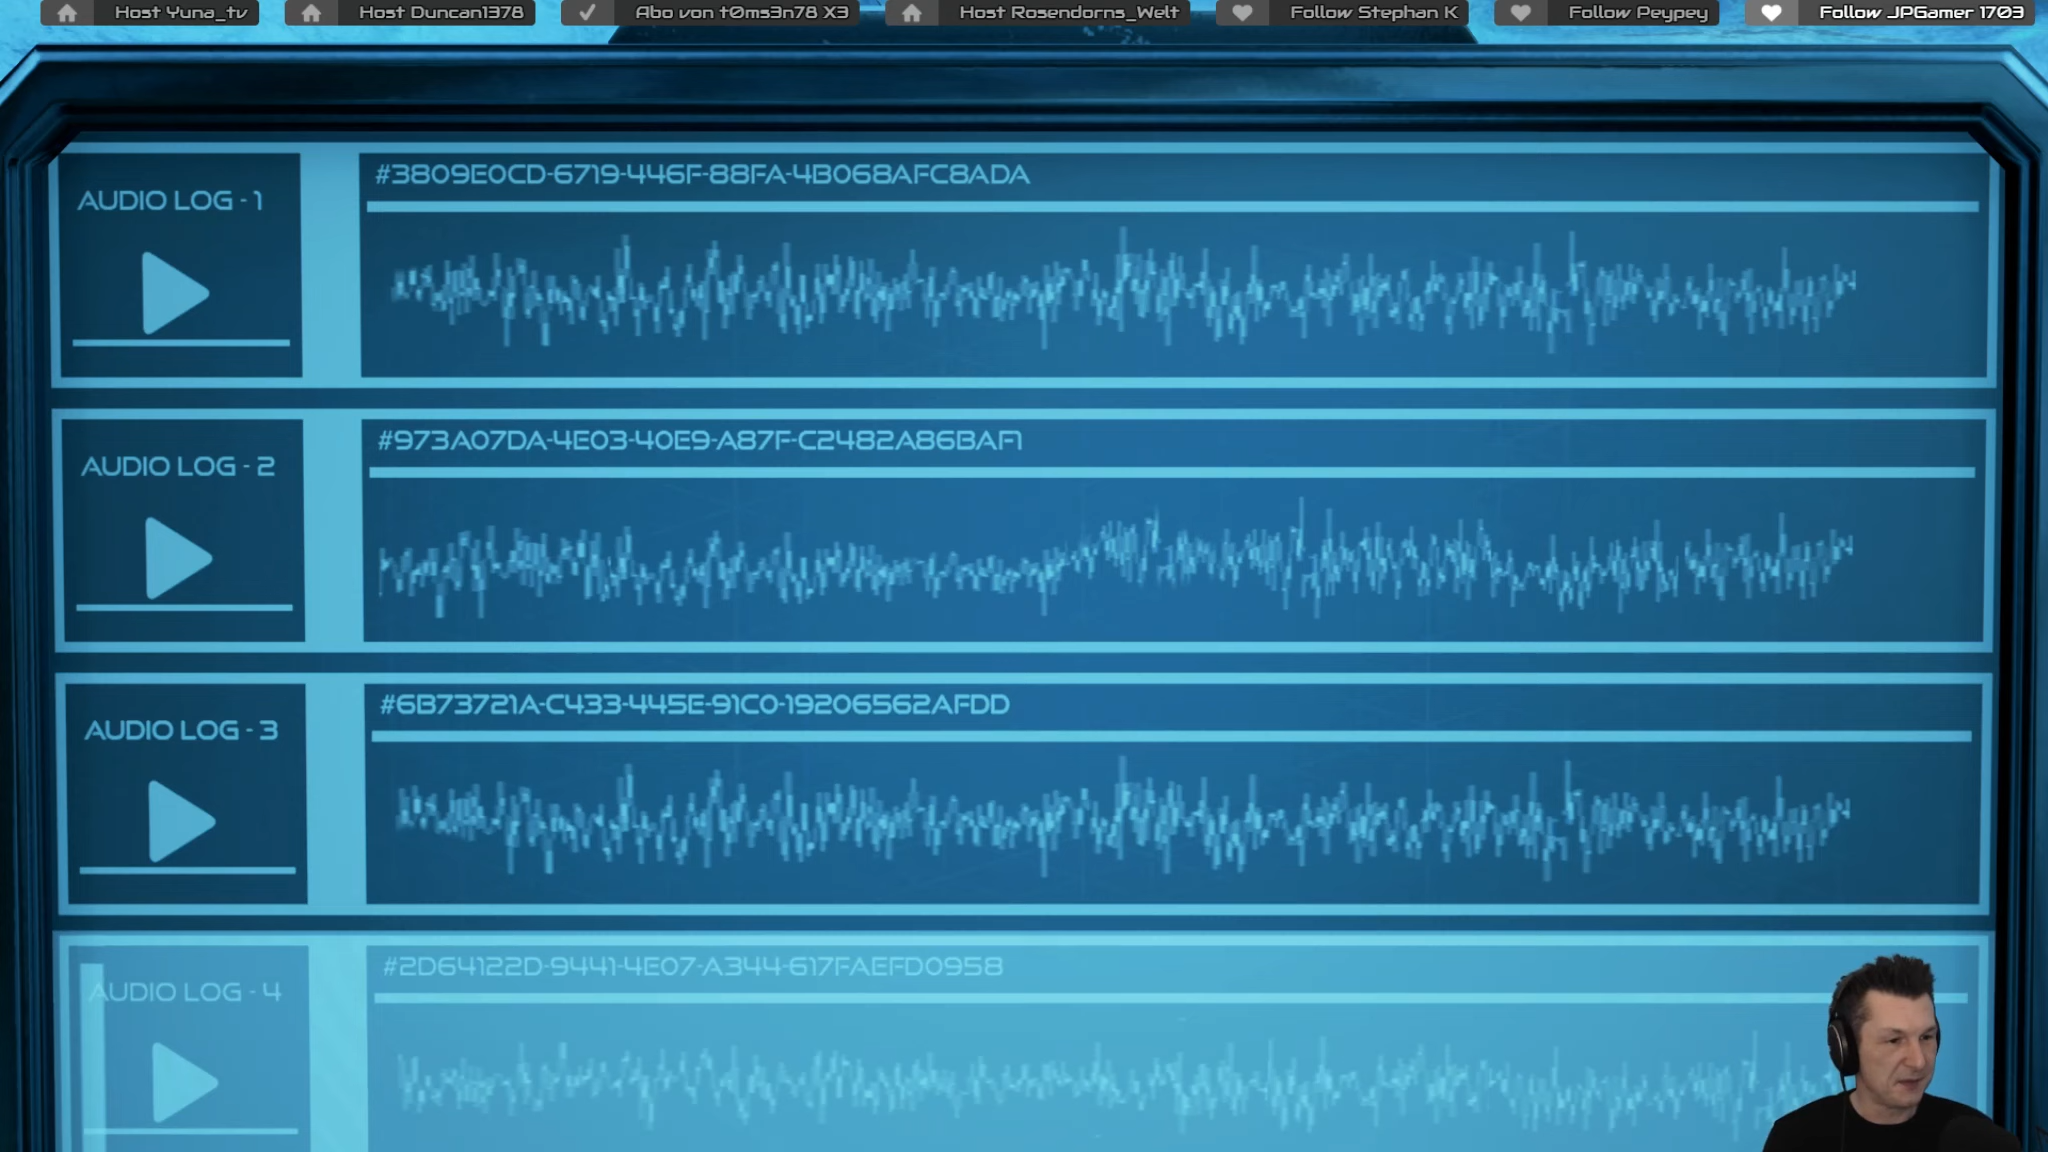 Host Yuna_tv
Host Duncan1378
Abo von t0ms3n78 X3
Host Rosendorns_Welt
Follow Stephan K
Follow Peypey
Follow JPGamer 1703
AUDIO LOG - 1
#3809E0CD-6719-446F-88FA-4B068AFC8ADA
AUDIO LOG - 2
#973A07DA-4E03-40E9-A87F-C2482A86BAF1
AUDIO LOG - 3
#6B73721A-C433-445E-91C0-19206562AFDD
AUDIO LOG - 4
#2D64122D-9441-4E07-A344-617FAEFD0958